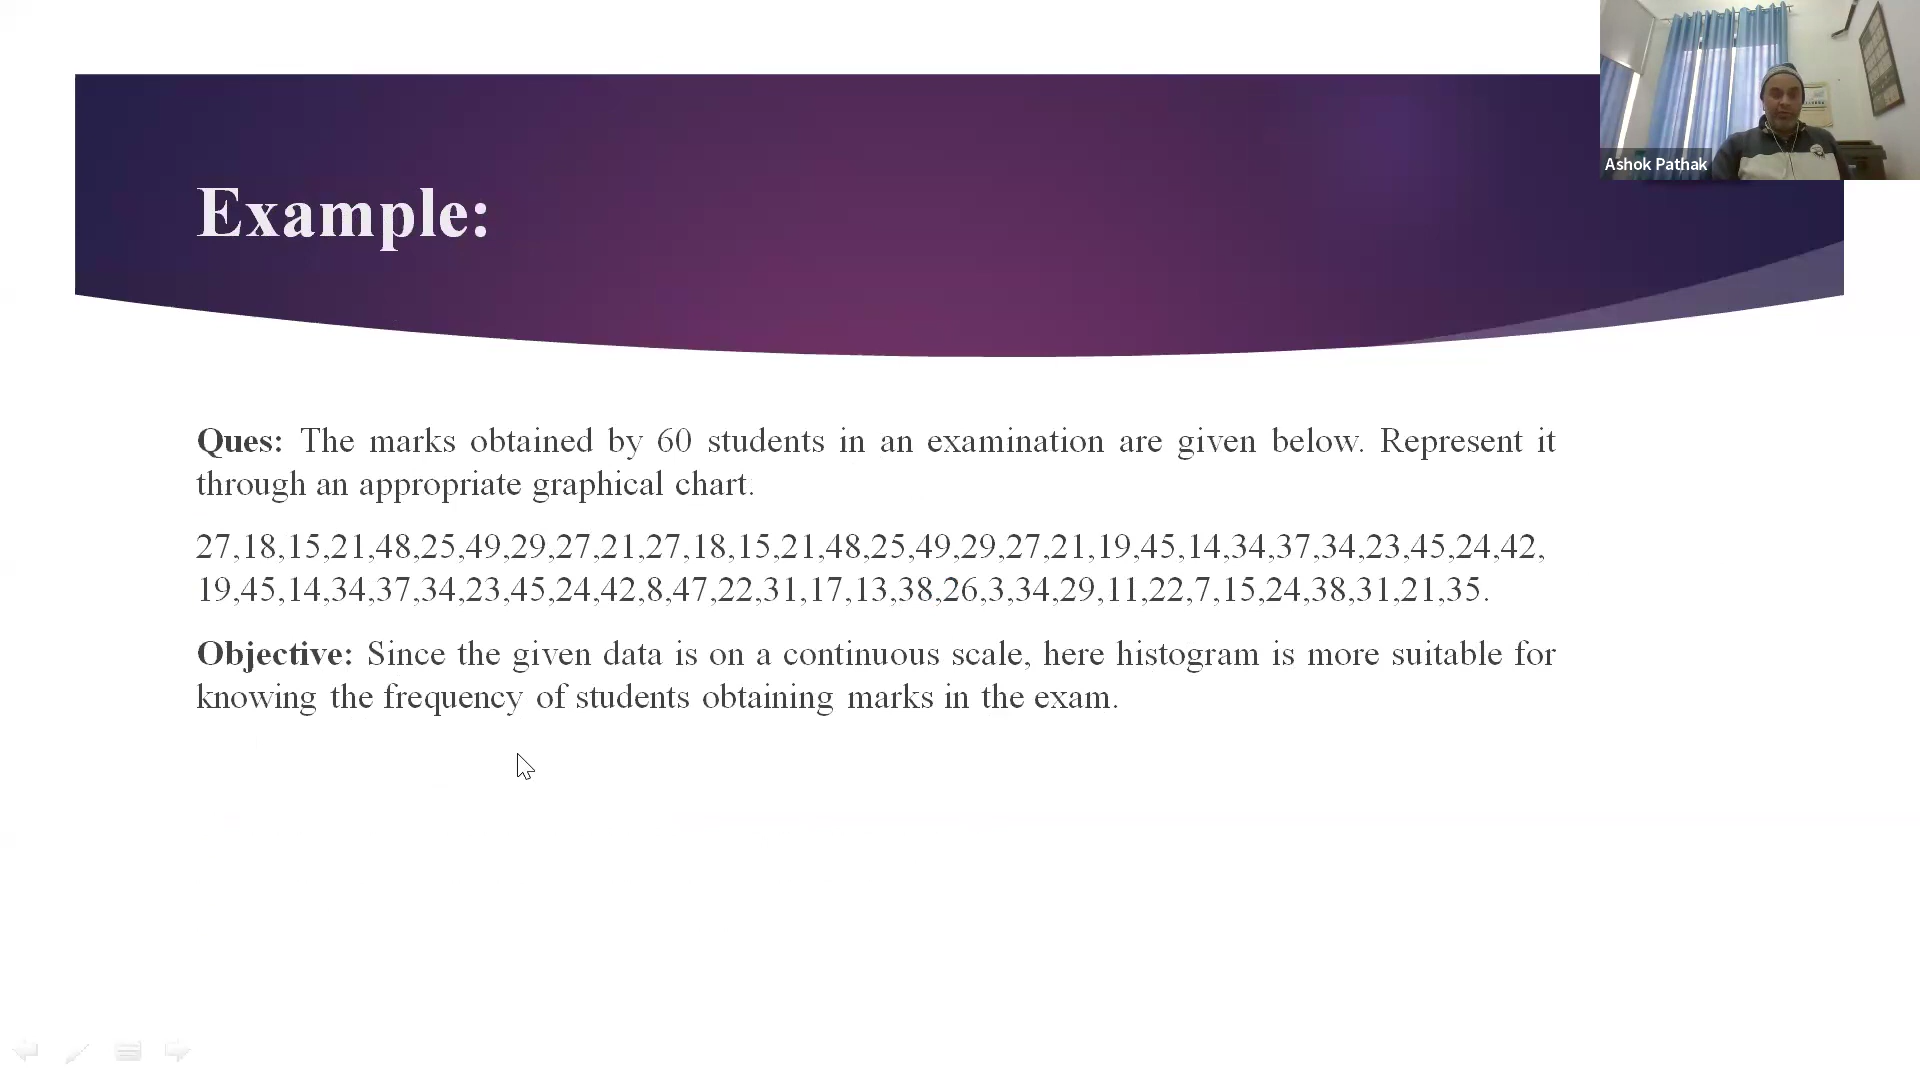 Ashok Pathak
Example:
Ques: The marks obtained by 60 students in an examination are given below. Represent it
through an appropriate graphical chart.
27,18,15,21,48,25,49,29,27,21,27,18,15,21,48,25,49,29,27,21,19,45,14,34,37,34,23,45,24,42,
19,45,14,34,37,34,23,45,24,42,8,47,22,31,17,13,38,26,3,34,29,11,22,7,15,24,38,31,21,35.
Objective: Since the given data is on a continuous scale, here histogram is more suitable for
knowing the frequency of students obtaining marks in the exam.